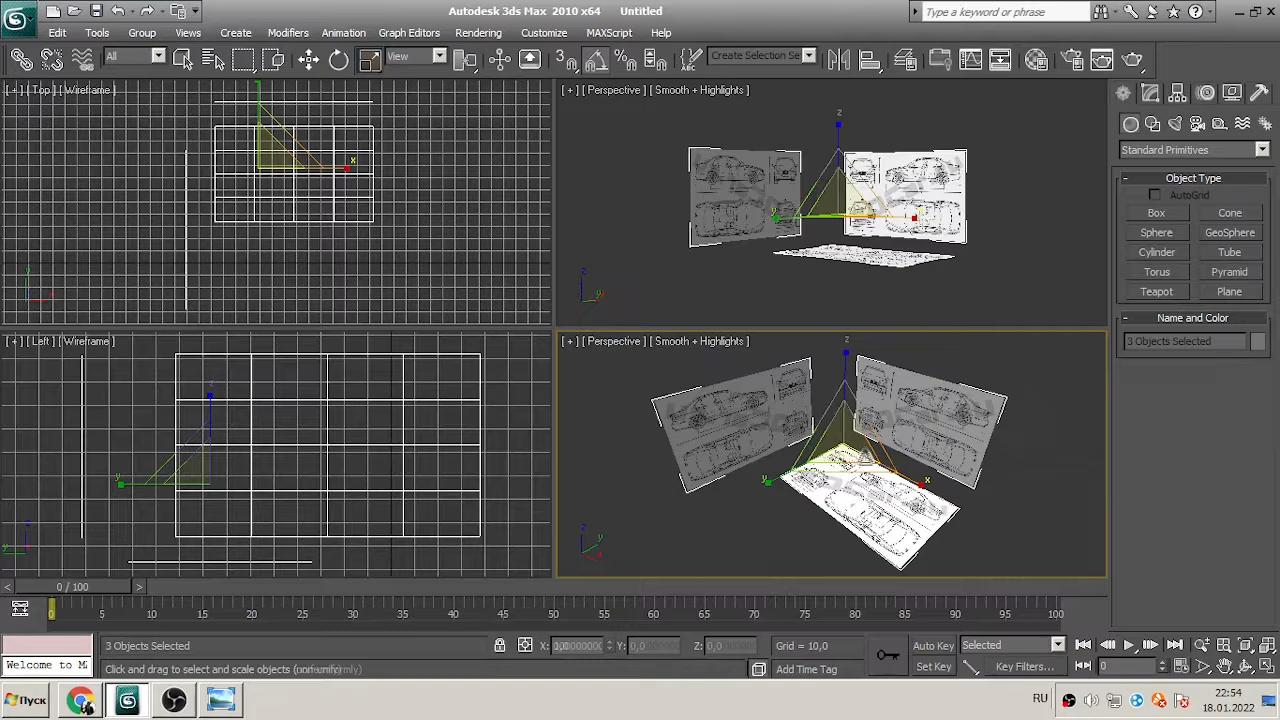 Autodesk 3ds Max 2010 x64 Untitled
Type a keyword or phrase
Edit Tools Group Views Create Modifiers Animation Graph Editors Rendering Customize MAXScript Help
All
View
Create Selection Se
[ + ] [ Top ] [ Wireframe ]
[ + ] [ Perspective ] [ Smooth + Highlights ]
Standard Primitives
Object Type
AutoGrid
Box Cone
Sphere GeoSphere
Cylinder Tube
Torus Pyramid
Teapot Plane
Name and Color
3 Objects Selected
[ + ] [ Left ] [ Wireframe ]
[ + ] [ Perspective ] [ Smooth + Highlights ]
< 0 / 100 >
0 5 10 15 20 25 30 35 40 45 50 55 60 65 70 75 80 85 90 95 100
3 Objects Selected X: Y: 0,0 Z: 0,0 Grid = 10,0 Auto Key Selected
Welcome to M Click and drag to select and scale objects Add Time Tag Set Key Key Filters... 0
Пуск RU 22:54
18.01.2022